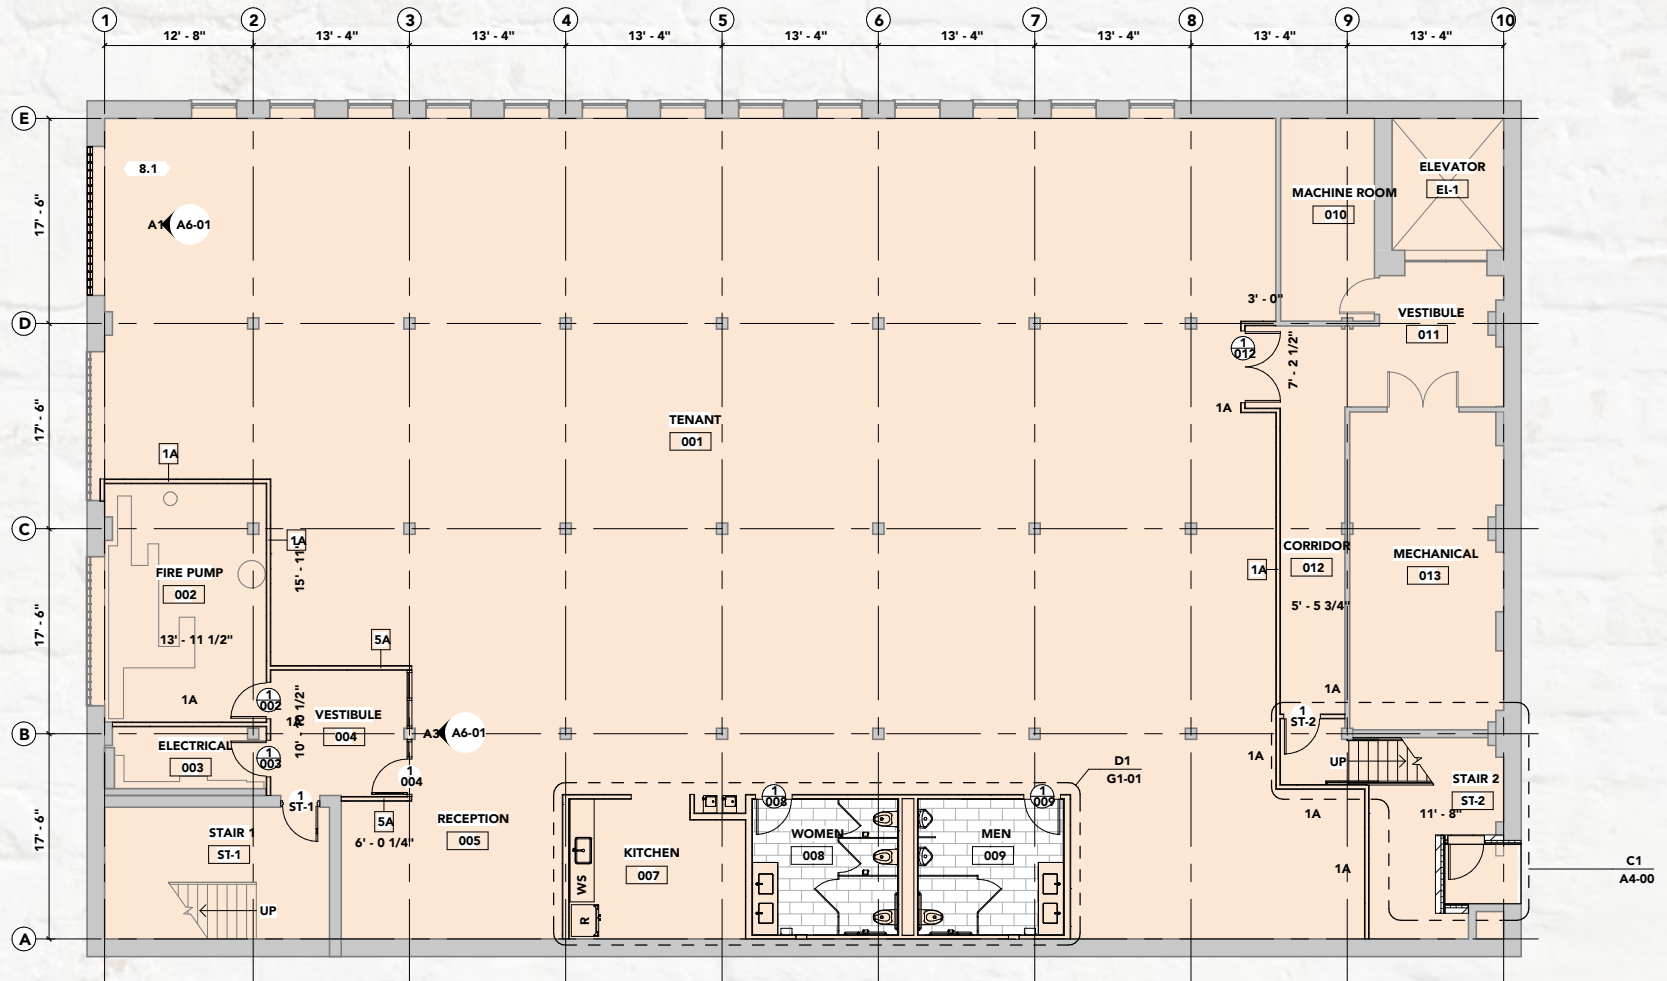 1 2 3 4 5 6 7 8 9 10
12' - 8" 13' - 4" 13' - 4" 13' - 4" 13' - 4" 13' - 4" 13' - 4" 13' - 4" 13' - 4"
E
8.1
ELEVATOR
EL-1
MACHINE ROOM
010
17' - 6"
A1 A6-01
3' - 0"
VESTIBULE
011
D
1
012
7' - 2 1/2"
1A
17' - 6"
TENANT
001
1A
C
1A
15' - 11"
CORRIDOR
012
MECHANICAL
013
1A
FIRE PUMP
002
5' - 5 3/4"
17' - 6"
13' - 11 1/2"
5A
1A
1
002
1A
10' - 10 1/2"
VESTIBULE
004
1A
1
ST-2
B
A3 A6-01
ELECTRICAL
003
1
003
1
004
1A
UP
D1
G1-01
STAIR 2
ST-2
1
ST-1
1
008
1
009
5A
6' - 0 1/4"
1A
11' - 8"
17' - 6"
STAIR 1
ST-1
RECEPTION
005
KITCHEN
007
WOMEN
008
MEN
009
1A
C1
A4-00
WS
UP
R
A